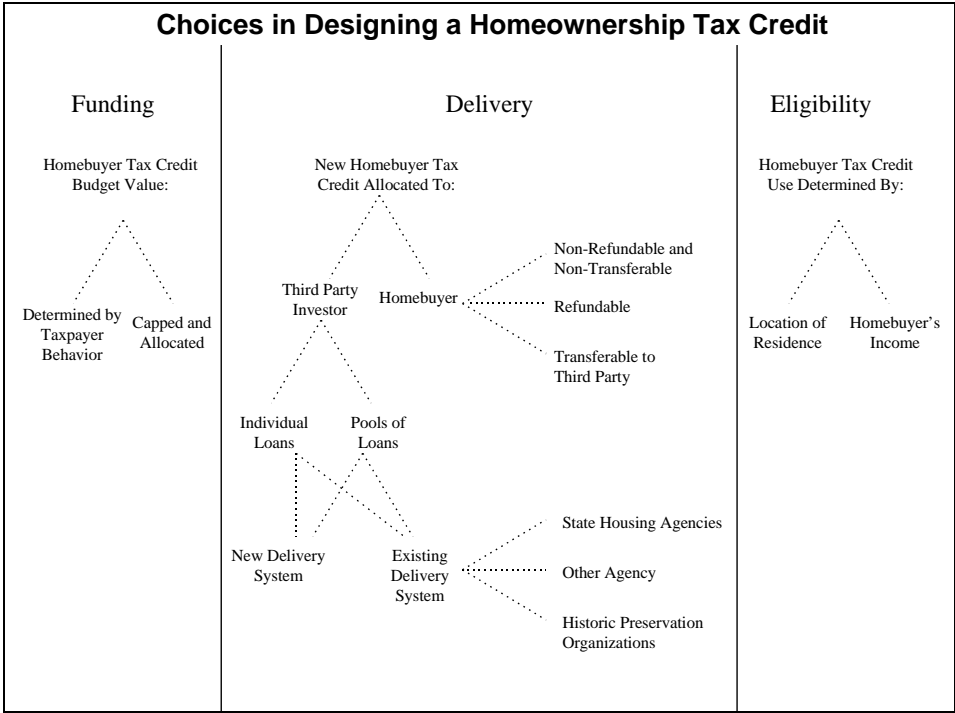 Choices in Designing a Homeownership Tax Credit
Funding
Homebuyer Tax Credit
Budget Value:
Determined by
Taxpayer
Behavior
Capped and
Allocated
Delivery
New Homebuyer Tax
Credit Allocated To:
Third Party
Investor
Homebuyer
Non-Refundable and
Non-Transferable
Refundable
Transferable to
Third Party
Individual
Loans
Pools of
Loans
New Delivery
System
Existing
Delivery
System
State Housing Agencies
Other Agency
Historic Preservation
Organizations
Eligibility
Homebuyer Tax Credit
Use Determined By:
Location of
Residence
Homebuyer's
Income